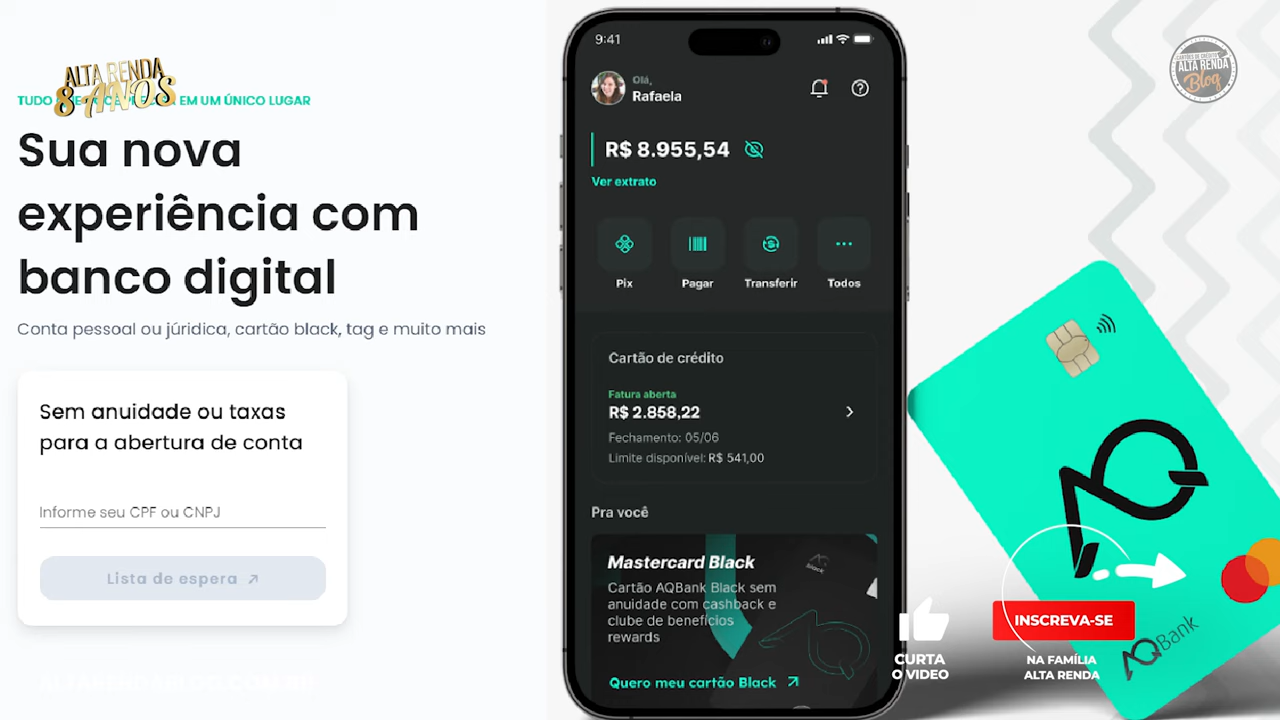 ALTA RENDA
8 ANOS
TUDO
EM UM ÚNICO LUGAR
Sua nova
experiência com
banco digital
Conta pessoal ou júridica, cartão black, tag e muito mais
Sem anuidade ou taxas
para a abertura de conta
Informe seu CPF ou CNPJ
Lista de espera
9:41
Olá,
Rafaela
R$ 8.955,54
Ver extrato
Pix
Pagar
Transferir
Todos
Cartão de crédito
Fatura aberta
R$ 2.858,22
Fechamento: 05/06
Limite disponível: R$ 541,00
Pra você
Mastercard Black
Cartão AQBank Black sem
anuidade com cashback e
clube de benefícios
rewards
black
Quero meu cartão Black
CARTÕES DE CRÉDITO
ALTA RENDA
Blog
AQBank
CURTA
O VIDEO
INSCREVA-SE
NA FAMÍLIA
ALTA RENDA